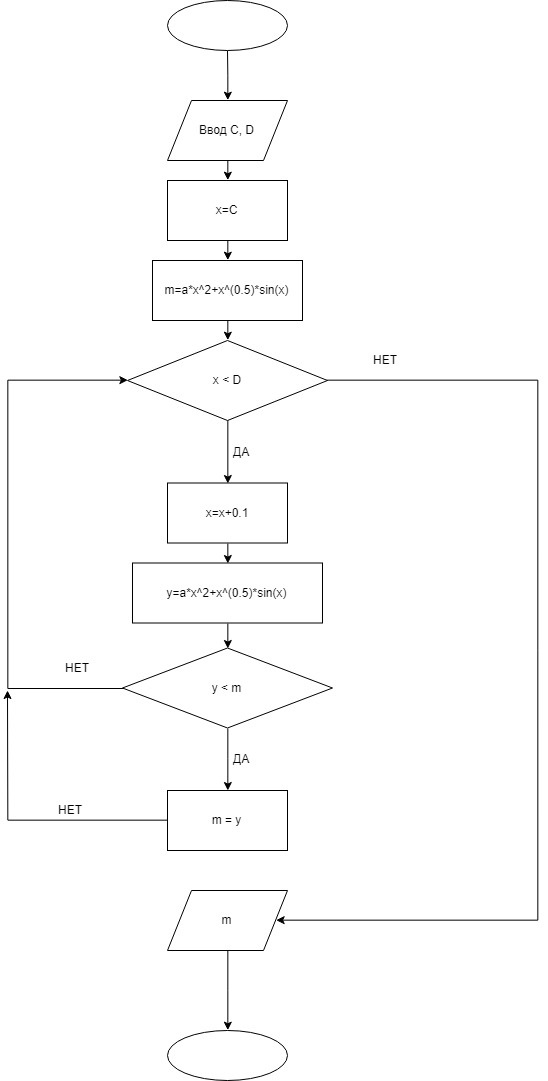 Ввод C, D
x=C
m=a*x^2+x^(0.5)*sin(x)
НЕТ
x < D
ДА
x=x+0.1
y=a*x^2+x^(0.5)*sin(x)
НЕТ
y < m
ДА
НЕТ
m = y
m